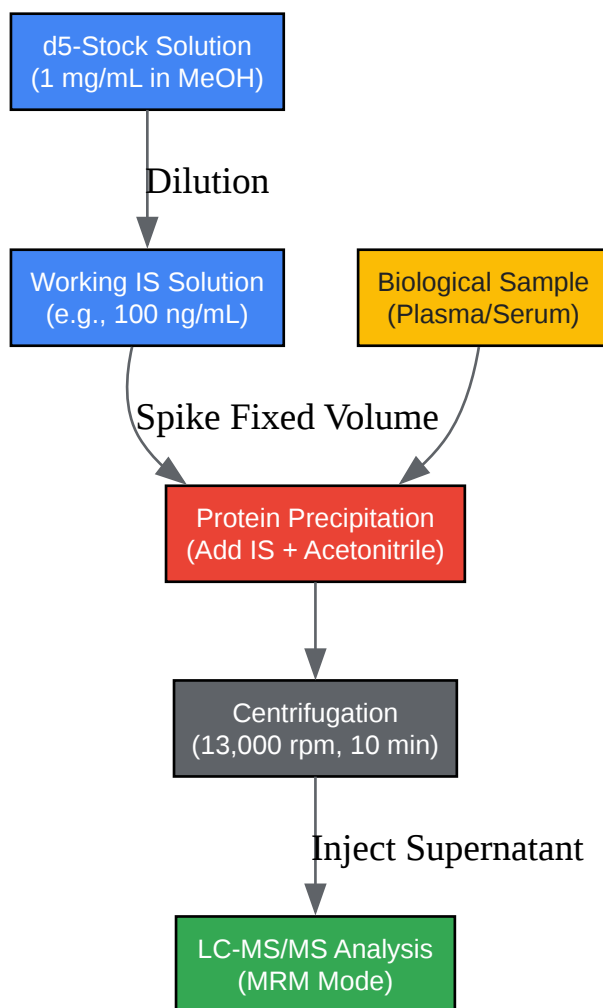 d5-Stock Solution
(1 mg/mL in MeOH)
Dilution
Working IS Solution
(e.g., 100 ng/mL)
Biological Sample
(Plasma/Serum)
Spike Fixed Volume
Protein Precipitation
(Add IS + Acetonitrile)
Centrifugation
(13,000 rpm, 10 min)
Inject Supernatant
LC-MS/MS Analysis
(MRM Mode)